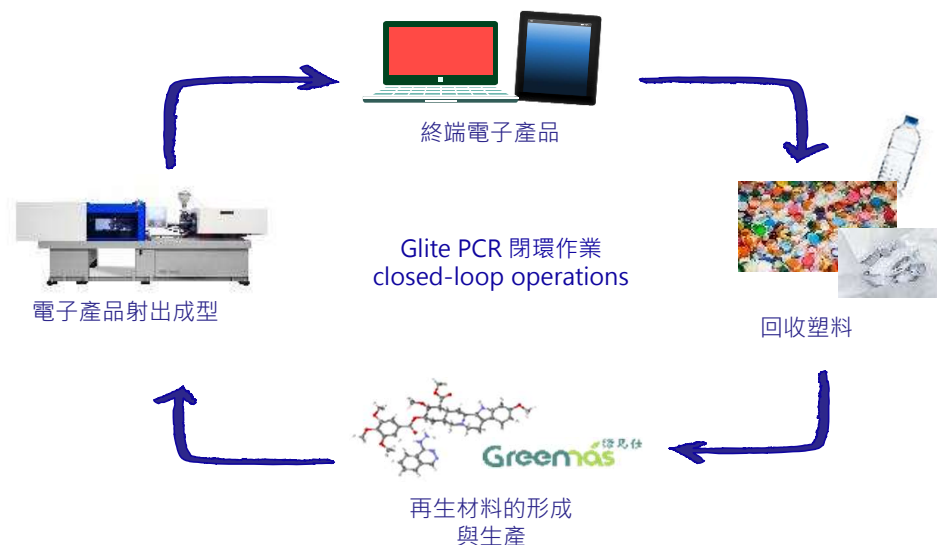 終端電子產品
Glite PCR 閉環作業
closed-loop operations
電子產品射出成型
回收塑料
Greenmas
再生材料的形成
與生產